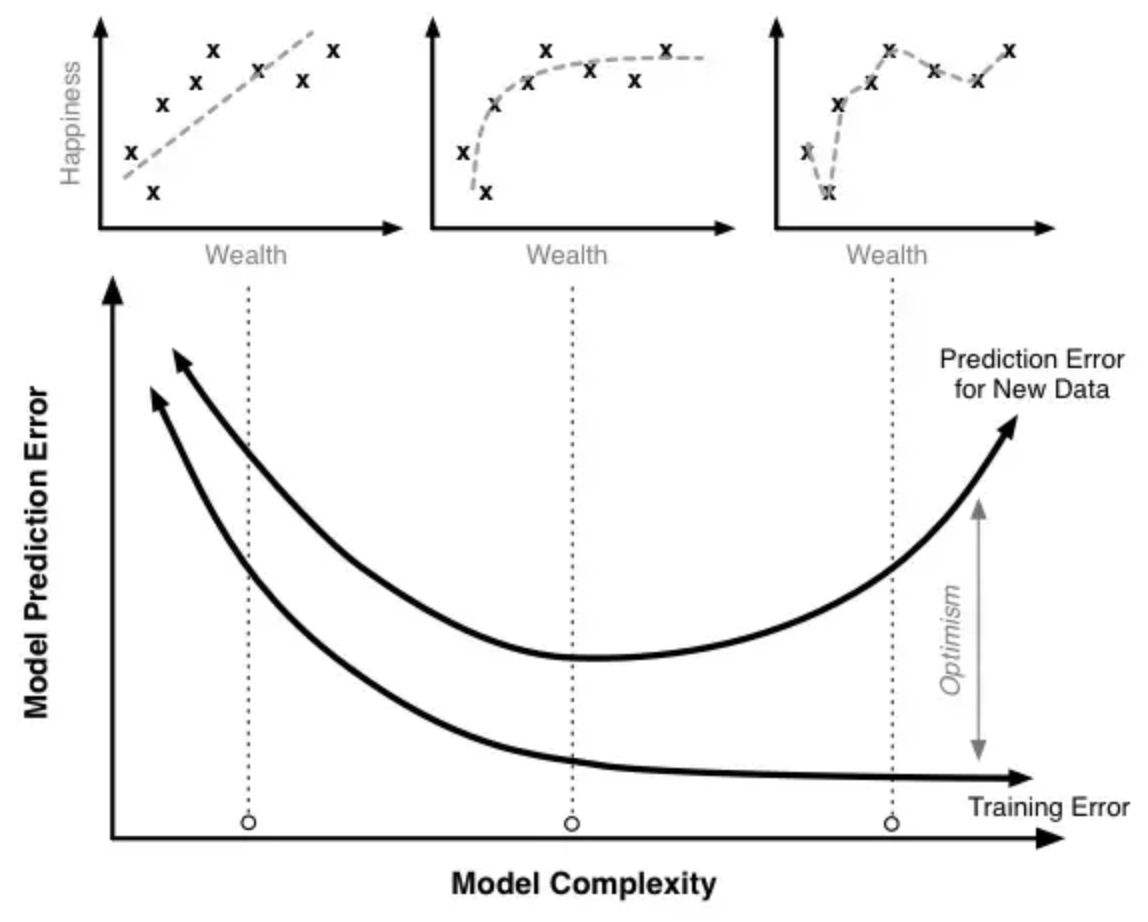 Happiness
Wealth
Wealth
Wealth
Prediction Error
for New Data
Model Prediction Error
Optimism
Training Error
Model Complexity